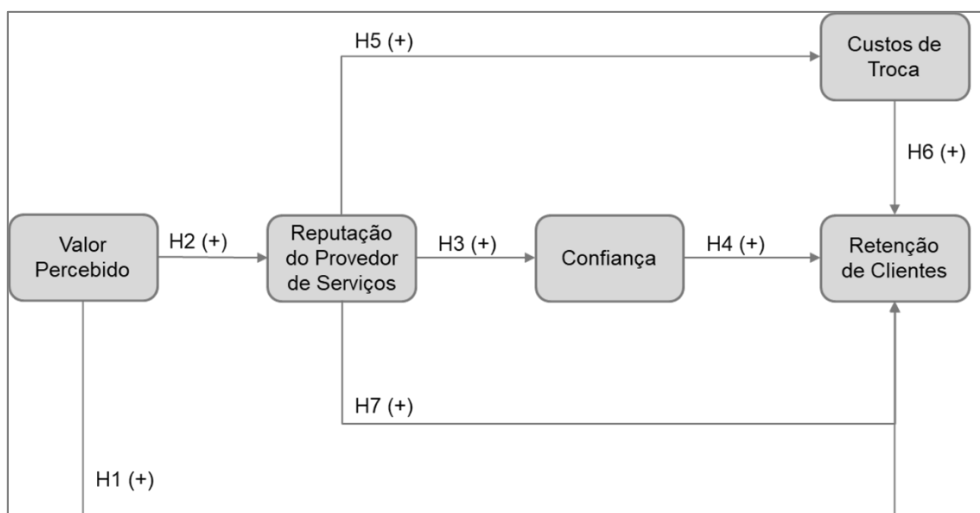 H5 (+)
Custos de
Troca
H6 (+)
Valor
Percebido
H2 (+)
Reputação
do Provedor
de Serviços
H3 (+)
Confiança
H4 (+)
Retenção
de Clientes
H7 (+)
H1 (+)